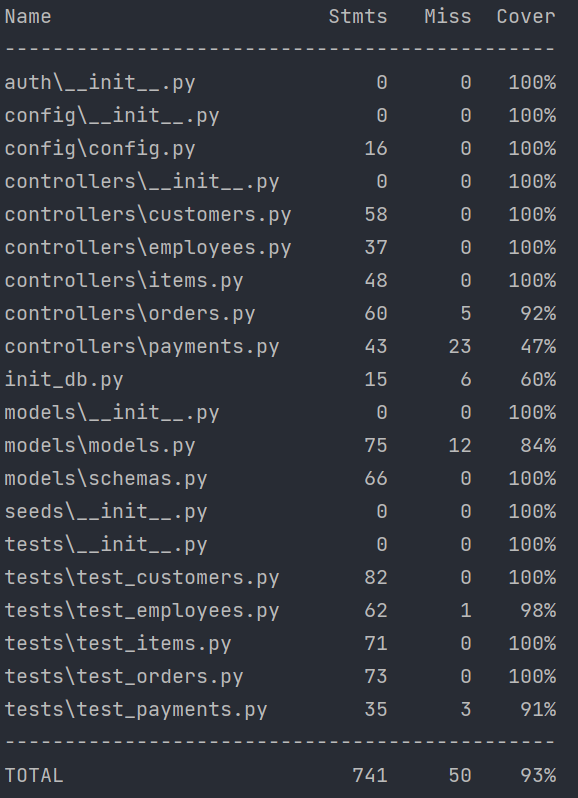 Name                        Stmts   Miss  Cover
-----------------------------------------------
auth\__init__.py                0      0   100%
config\__init__.py              0      0   100%
config\config.py               16      0   100%
controllers\__init__.py         0      0   100%
controllers\customers.py       58      0   100%
controllers\employees.py       37      0   100%
controllers\items.py           48      0   100%
controllers\orders.py          60      5    92%
controllers\payments.py        43     23    47%
init_db.py                     15      6    60%
models\__init__.py              0      0   100%
models\models.py               75     12    84%
models\schemas.py              66      0   100%
seeds\__init__.py               0      0   100%
tests\__init__.py               0      0   100%
tests\test_customers.py        82      0   100%
tests\test_employees.py        62      1    98%
tests\test_items.py            71      0   100%
tests\test_orders.py           73      0   100%
tests\test_payments.py         35      3    91%
-----------------------------------------------
TOTAL                         741     50    93%